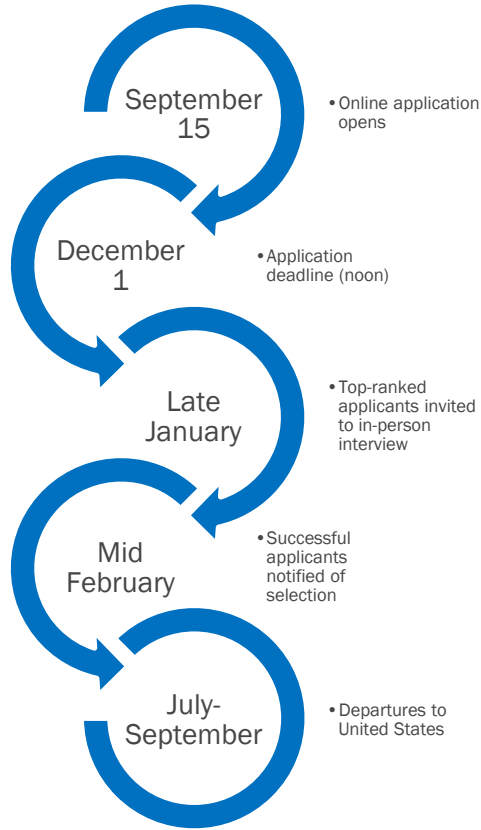 September
15
• Online application
opens
December
1
• Application
deadline (noon)
Late
January
• Top-ranked
applicants invited
to in-person
interview
Mid
February
• Successful
applicants
notified of
selection
July-
September
• Departures to
United States